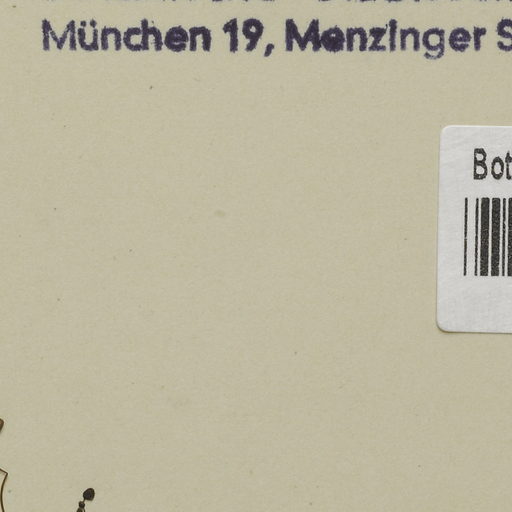 München 19, Menzinger S
Bot